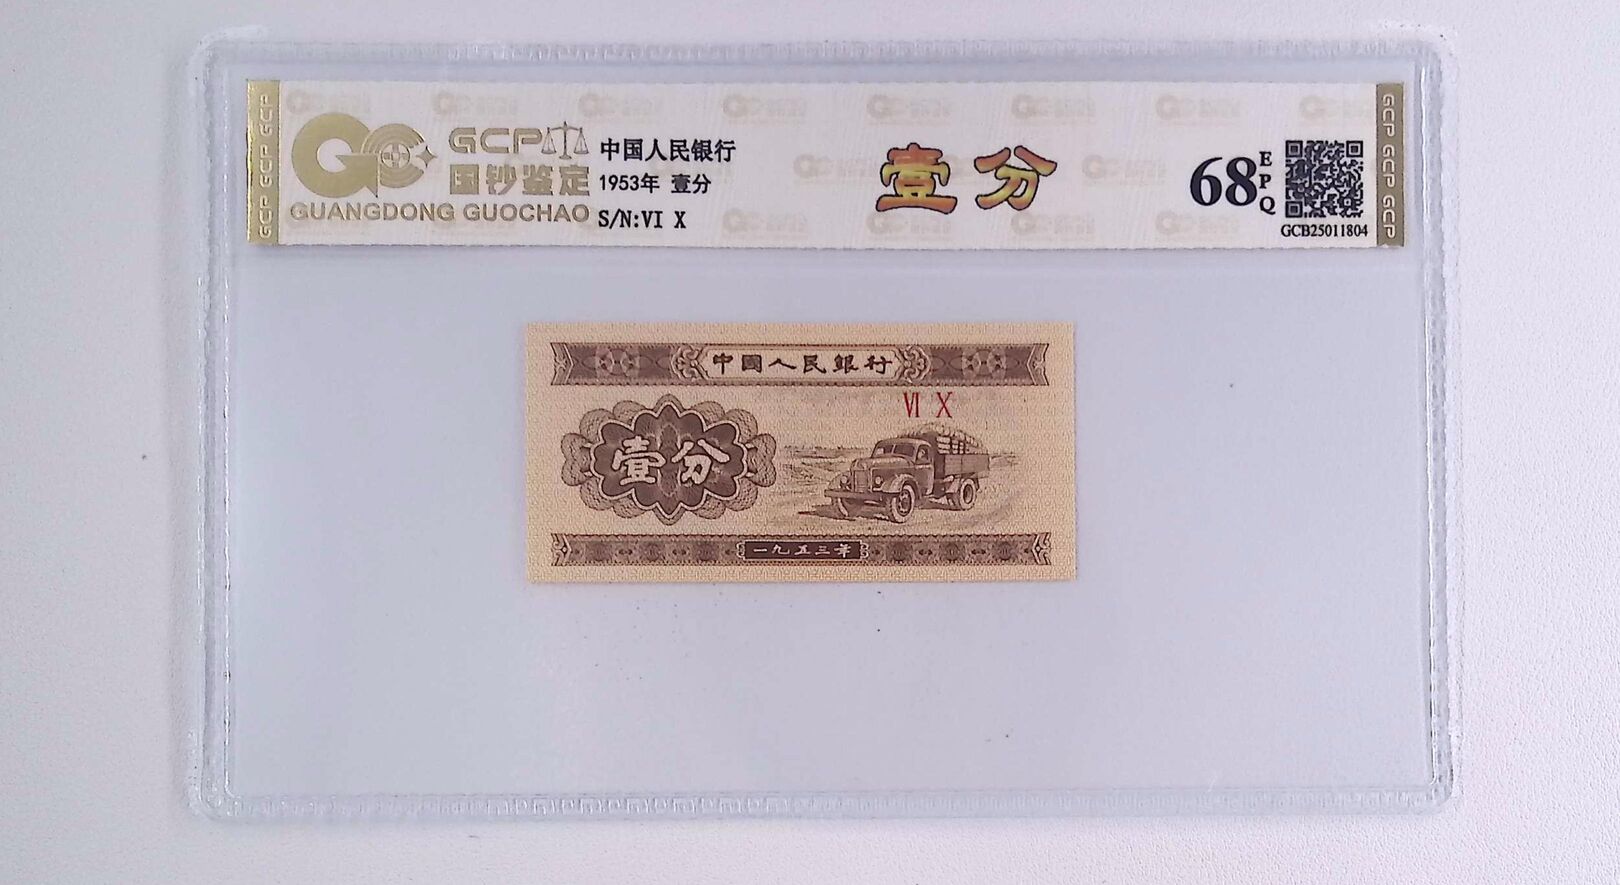 GCP GCP GCP
GCP
国钞鉴定
GUANGDONG GUOCHAO
中国人民银行
1953年 壹分
S/N:VI X
壹分
68
EPQ
GCB25011804
GCP GCP GCP
中國人民銀行
VI X
壹分
一九五三年